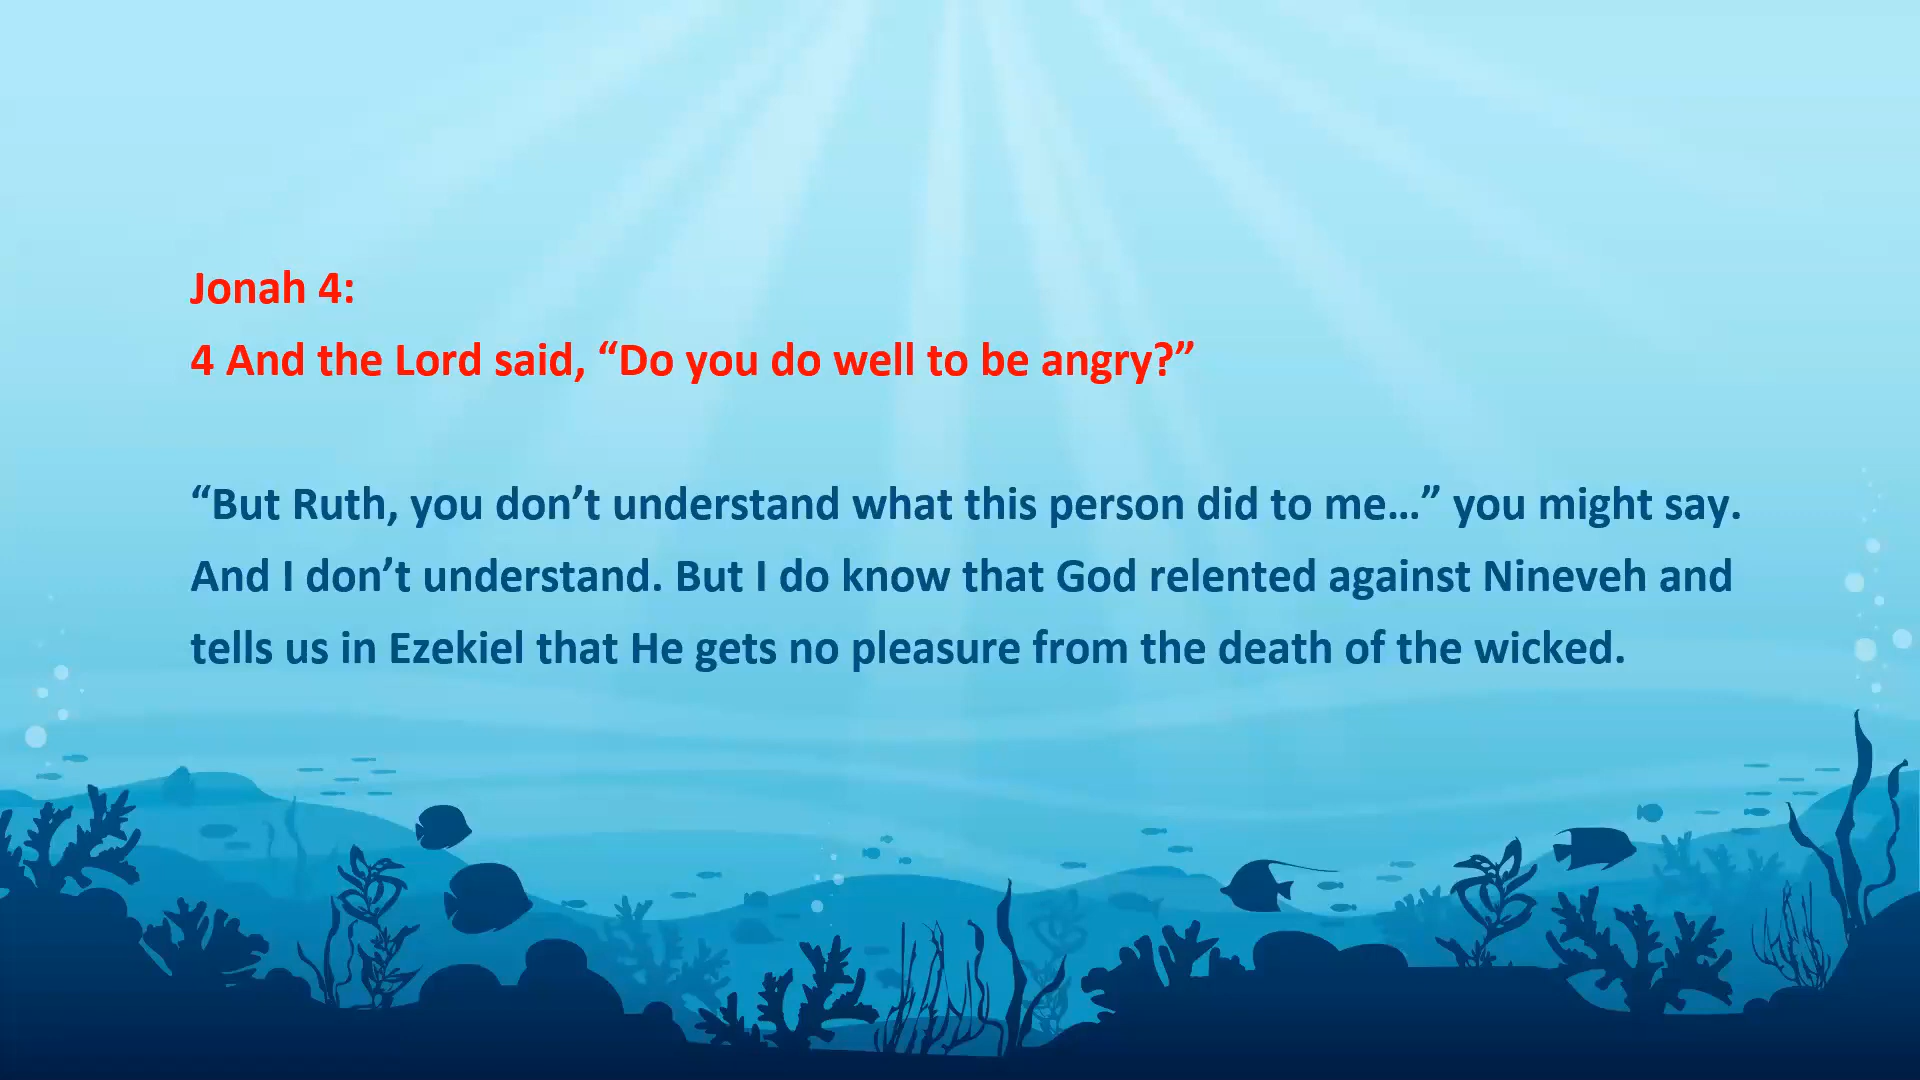 Jonah 4:
4 And the Lord said, “Do you do well to be angry?”
“But Ruth, you don’t understand what this person did to me…” you might say.
And I don’t understand. But I do know that God relented against Nineveh and
tells us in Ezekiel that He gets no pleasure from the death of the wicked.